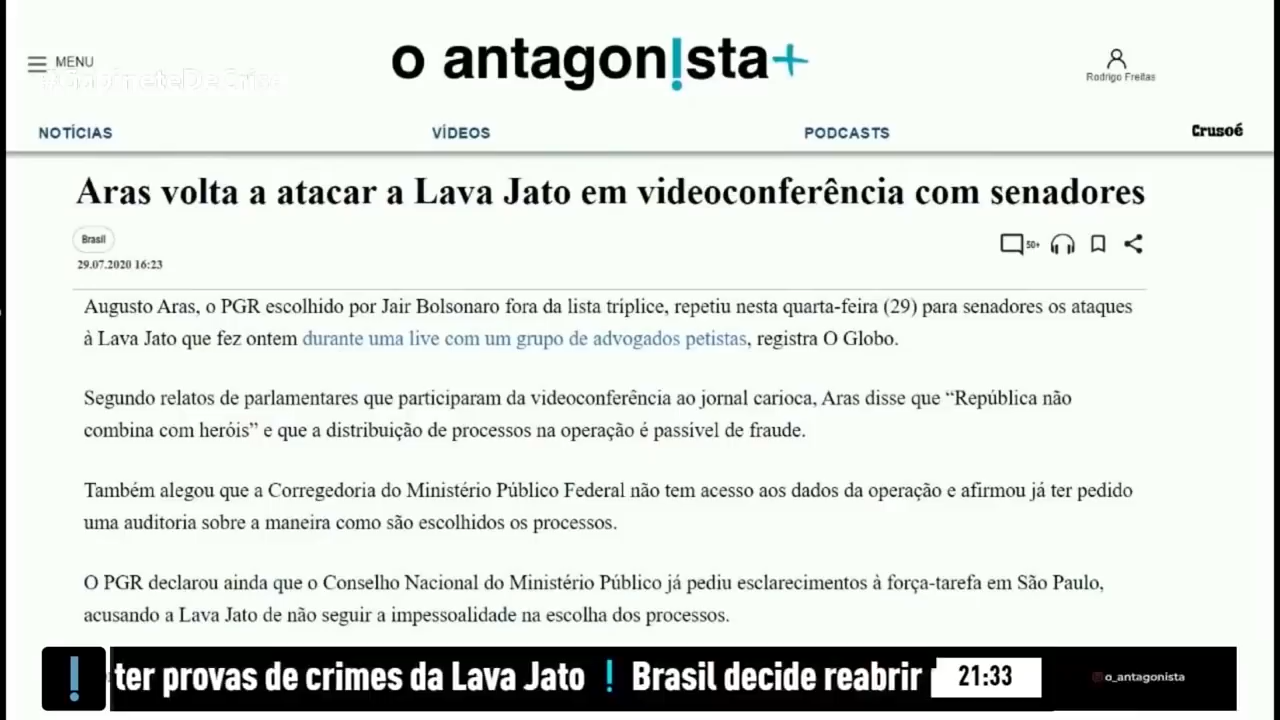 MENU
o antagon!sta+
Rodrigo Freitas
#GabineteDeCrise
NOTÍCIAS
VÍDEOS
PODCASTS
Crusoé
Aras volta a atacar a Lava Jato em videoconferência com senadores
Brasil
50+
29.07.2020 16:23
Augusto Aras, o PGR escolhido por Jair Bolsonaro fora da lista tríplice, repetiu nesta quarta-feira (29) para senadores os ataques
à Lava Jato que fez ontem durante uma live com um grupo de advogados petistas, registra O Globo.
Segundo relatos de parlamentares que participaram da videoconferência ao jornal carioca, Aras disse que “República não
combina com heróis” e que a distribuição de processos na operação é passível de fraude.
Também alegou que a Corregedoria do Ministério Público Federal não tem acesso aos dados da operação e afirmou já ter pedido
uma auditoria sobre a maneira como são escolhidos os processos.
O PGR declarou ainda que o Conselho Nacional do Ministério Público já pediu esclarecimentos à força-tarefa em São Paulo,
acusando a Lava Jato de não seguir a impessoalidade na escolha dos processos.
! ter provas de crimes da Lava Jato ! Brasil decide reabrir
21:33
o_antagonista